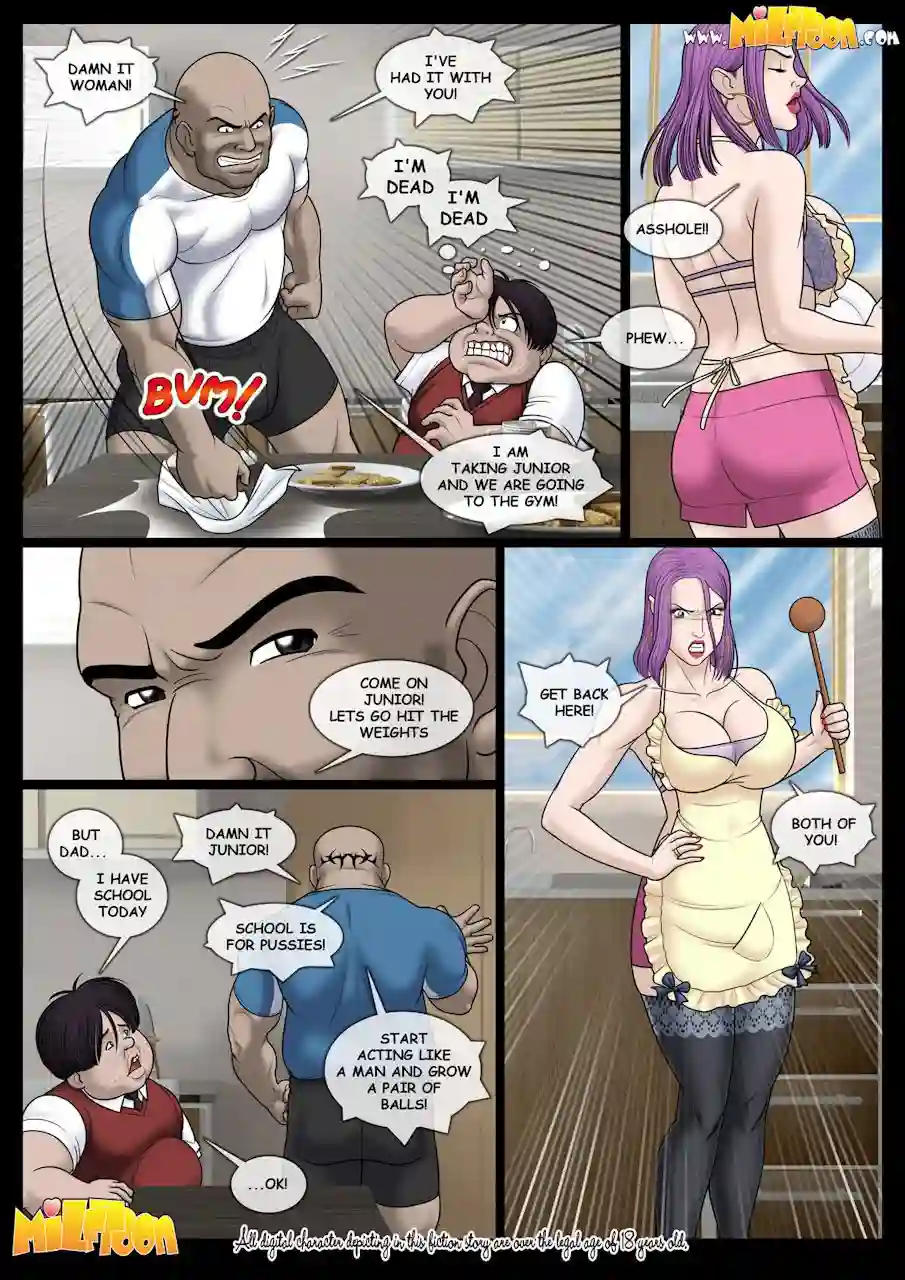 www.MILFTOON.com
DAMN IT
WOMAN!
I'VE
HAD IT WITH
YOU!
I'M
DEAD
I'M
DEAD
BUM!
I AM
TAKING JUNIOR
AND WE ARE GOING
TO THE GYM!
ASSHOLE!!
PHEW...
COME ON
JUNIOR!
LETS GO HIT THE
WEIGHTS
GET BACK
HERE!
BOTH OF
YOU!
BUT
DAD...
I HAVE
SCHOOL
TODAY
DAMN IT
JUNIOR!
SCHOOL IS
FOR PUSSIES!
START
ACTING LIKE
A MAN AND GROW
A PAIR OF
BALLS!
...OK!
MILFTOON
All digital character depisting in this fiction story are over the legal age of 18 years old.